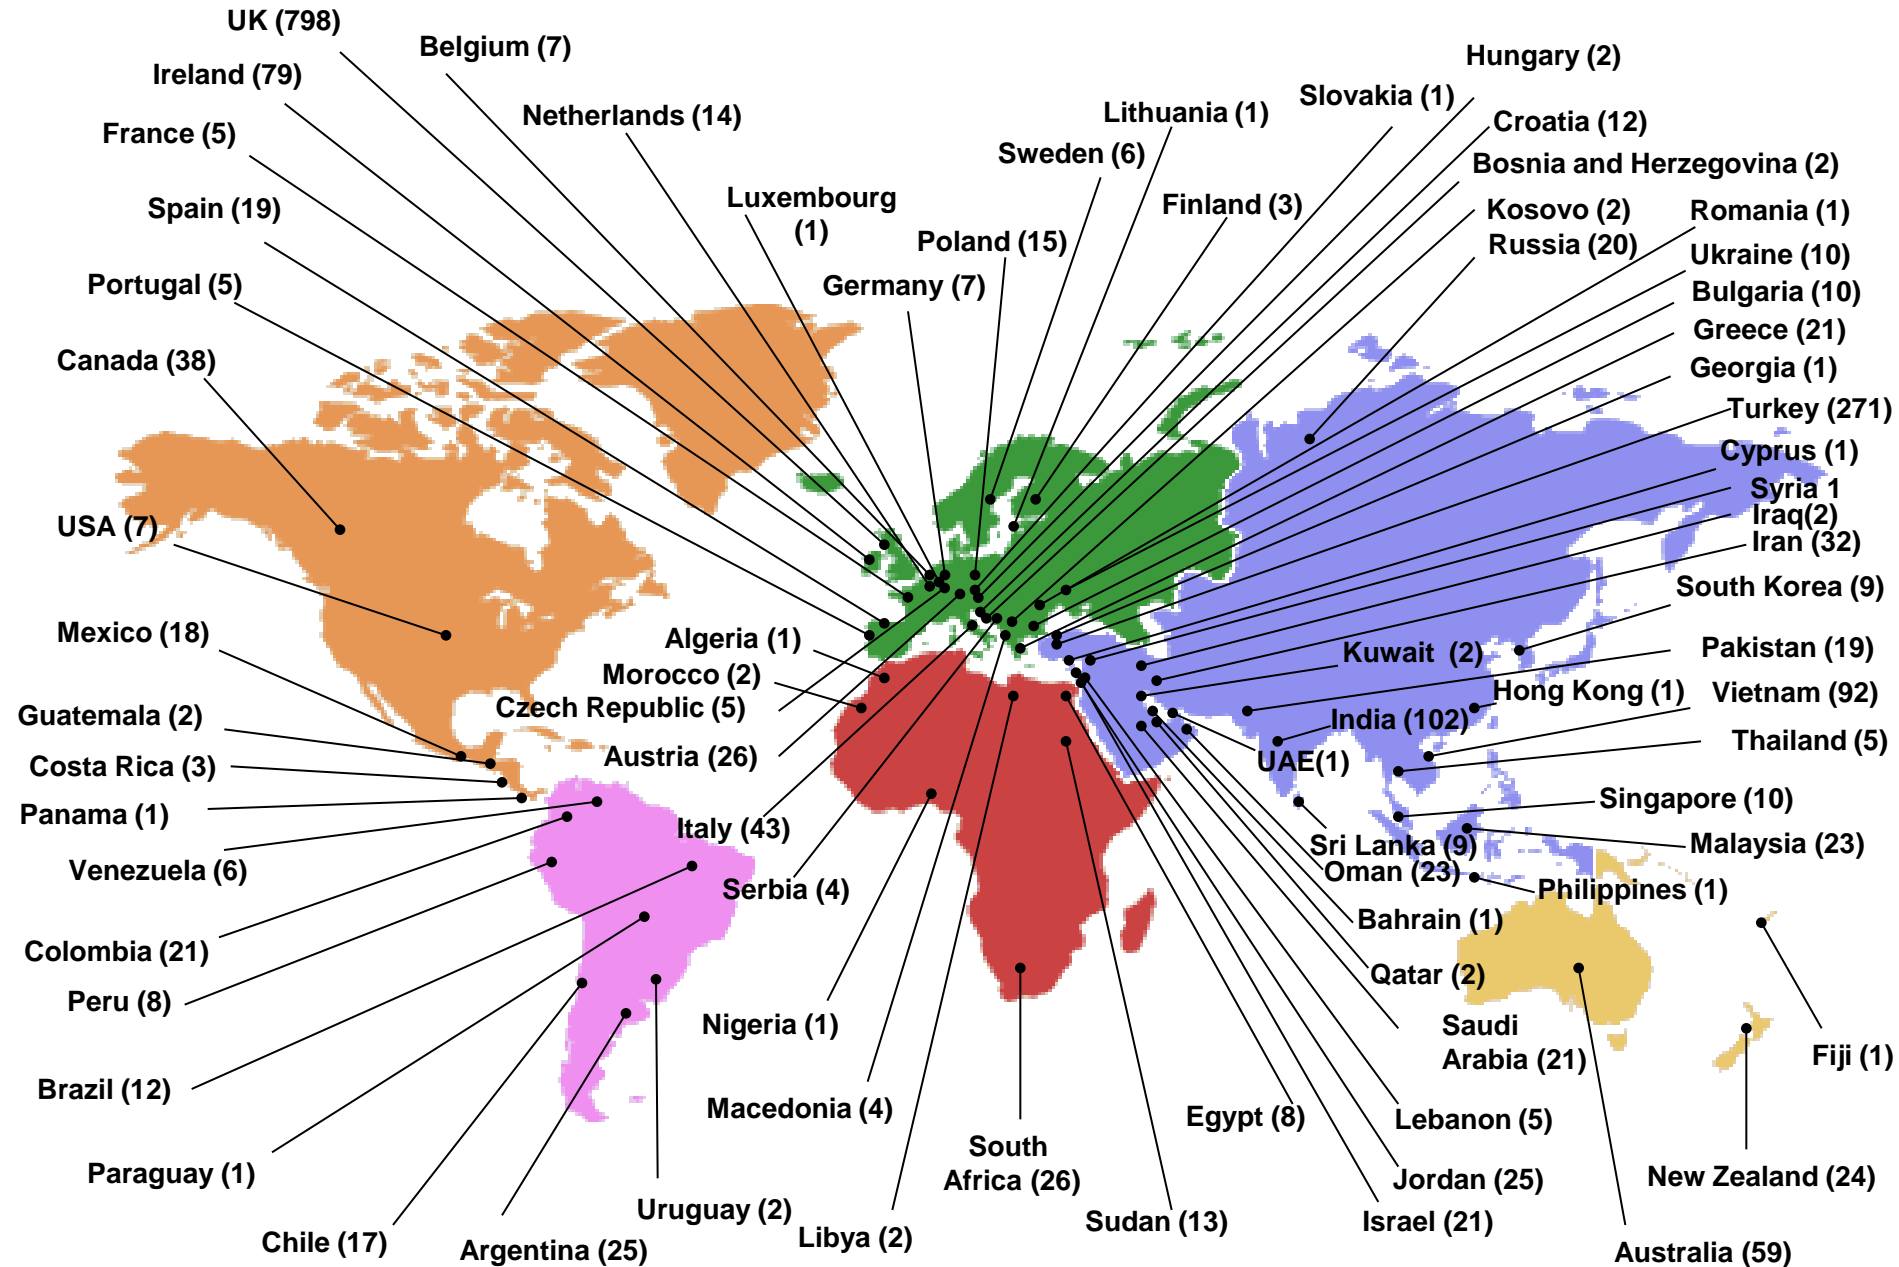 UK (798)
Belgium (7)
Hungary (2)
Ireland (79)
Slovakia (1)
Netherlands (14)
Lithuania (1)
Croatia (12)
France (5)
Sweden (6)
Bosnia and Herzegovina (2)
Luxembourg
(1)
Finland (3)
Kosovo (2)
Romania (1)
Spain (19)
Poland (15)
Russia (20)
Ukraine (10)
Portugal (5)
Germany (7)
Bulgaria (10)
Greece (21)
Canada (38)
Georgia (1)
Turkey (271)
Cyprus (1)
Syria 1
Iraq(2)
USA (7)
Iran (32)
South Korea (9)
Mexico (18)
Algeria (1)
Kuwait (2)
Pakistan (19)
Morocco (2)
Hong Kong (1)
Vietnam (92)
Czech Republic (5)
Guatemala (2)
India (102)
Thailand (5)
Austria (26)
UAE(1)
Costa Rica (3)
Singapore (10)
Panama (1)
Italy (43)
Sri Lanka (9)
Malaysia (23)
Venezuela (6)
Oman (23)
Serbia (4)
Philippines (1)
Bahrain (1)
Colombia (21)
Qatar (2)
Peru (8)
Nigeria (1)
Saudi
Arabia (21)
Fiji (1)
Brazil (12)
Macedonia (4)
Egypt (8)
Lebanon (5)
South
Africa (26)
Paraguay (1)
Jordan (25)
New Zealand (24)
Uruguay (2)
Sudan (13)
Israel (21)
Chile (17)
Argentina (25)
Libya (2)
Australia (59)